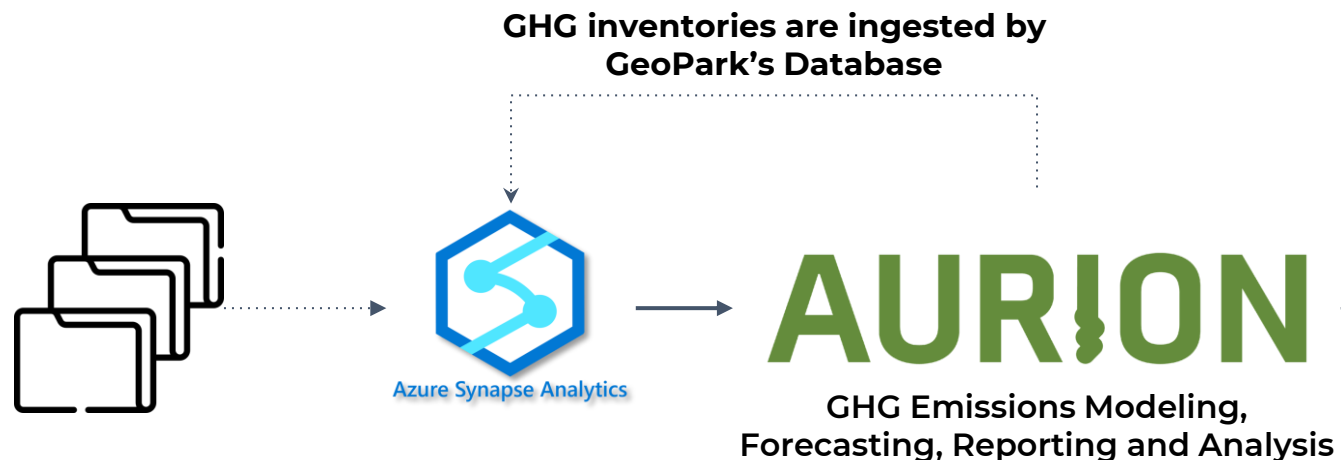 GHG inventories are ingested by
GeoPark’s Database
Azure Synapse Analytics
AURION
GHG Emissions Modeling,
Forecasting, Reporting and Analysis